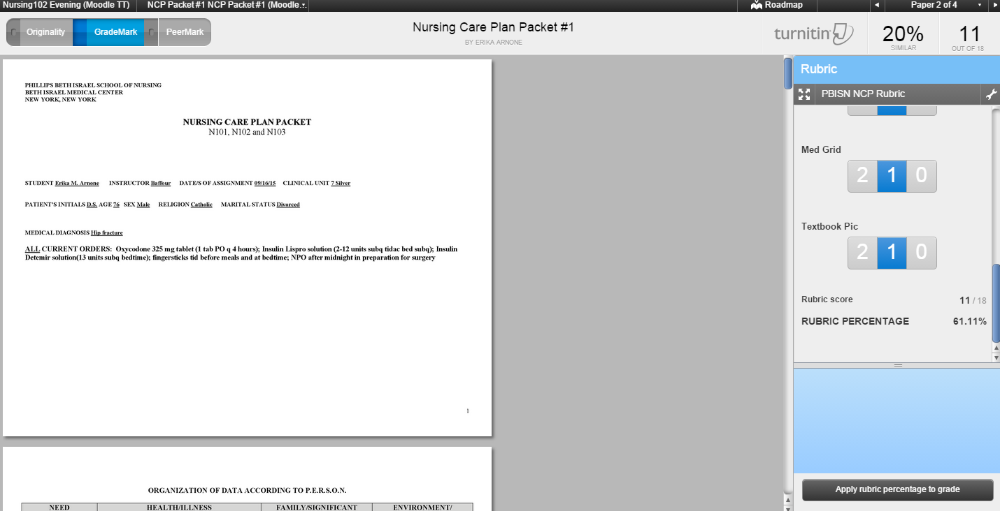 Nursing102 Evening (Moodle TT) NCP Packet #1 NCP Packet #1 (Moodle... Roadmap Paper 2 of 4
Originality GradeMark PeerMark
Nursing Care Plan Packet #1
BY ERIKA ARNONE
turnitin
20%
SIMILAR
11
OUT OF 18
PHILLIPS BETH ISRAEL SCHOOL OF NURSING
BETH ISRAEL MEDICAL CENTER
NEW YORK, NEW YORK
NURSING CARE PLAN PACKET
N101, N102 and N103
STUDENT Erika M. Arnone INSTRUCTOR Baffour DATE/S OF ASSIGNMENT 09/16/15 CLINICAL UNIT 7 Silver
PATIENT'S INITIALS D.S. AGE 76 SEX Male RELIGION Catholic MARITAL STATUS Divorced
MEDICAL DIAGNOSIS Hip fracture
ALL CURRENT ORDERS: Oxycodone 325 mg tablet (1 tab PO q 4 hours); Insulin Lispro solution (2-12 units subq tidac bed subq); Insulin
Detemir solution(13 units subq bedtime); fingersticks tid before meals and at bedtime; NPO after midnight in preparation for surgery
1
ORGANIZATION OF DATA ACCORDING TO P.E.R.S.O.N.
NEED HEALTH/ILLNESS FAMILY/SIGNIFICANT ENVIRONMENT/
Rubric
PBISN NCP Rubric
Med Grid
2 1 0
Textbook Pic
2 1 0
Rubric score 11 / 18
RUBRIC PERCENTAGE 61.11%
Apply rubric percentage to grade